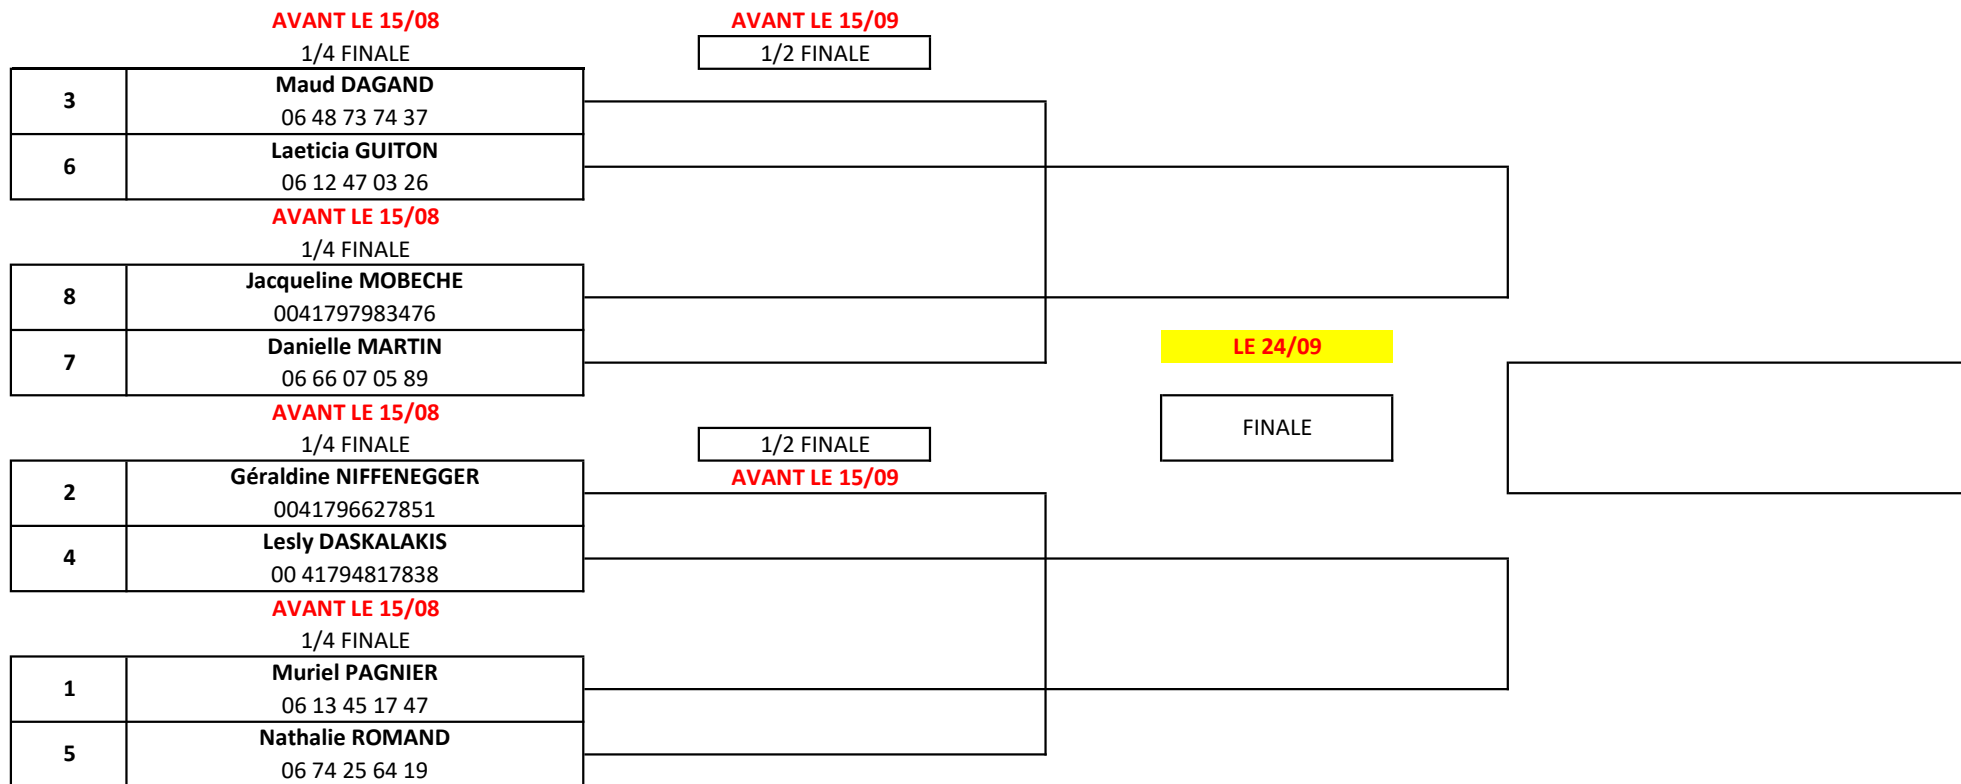 AVANT LE 15/08
AVANT LE 15/09
1/4 FINALE
1/2 FINALE
3
Maud DAGAND
06 48 73 74 37
6
Laeticia GUITON
06 12 47 03 26
AVANT LE 15/08
1/4 FINALE
8
Jacqueline MOBECHE
0041797983476
7
Danielle MARTIN
06 66 07 05 89
LE 24/09
AVANT LE 15/08
1/4 FINALE
1/2 FINALE
FINALE
2
Géraldine NIFFENEGGER
0041796627851
AVANT LE 15/09
4
Lesly DASKALAKIS
00 41794817838
AVANT LE 15/08
1/4 FINALE
1
Muriel PAGNIER
06 13 45 17 47
5
Nathalie ROMAND
06 74 25 64 19